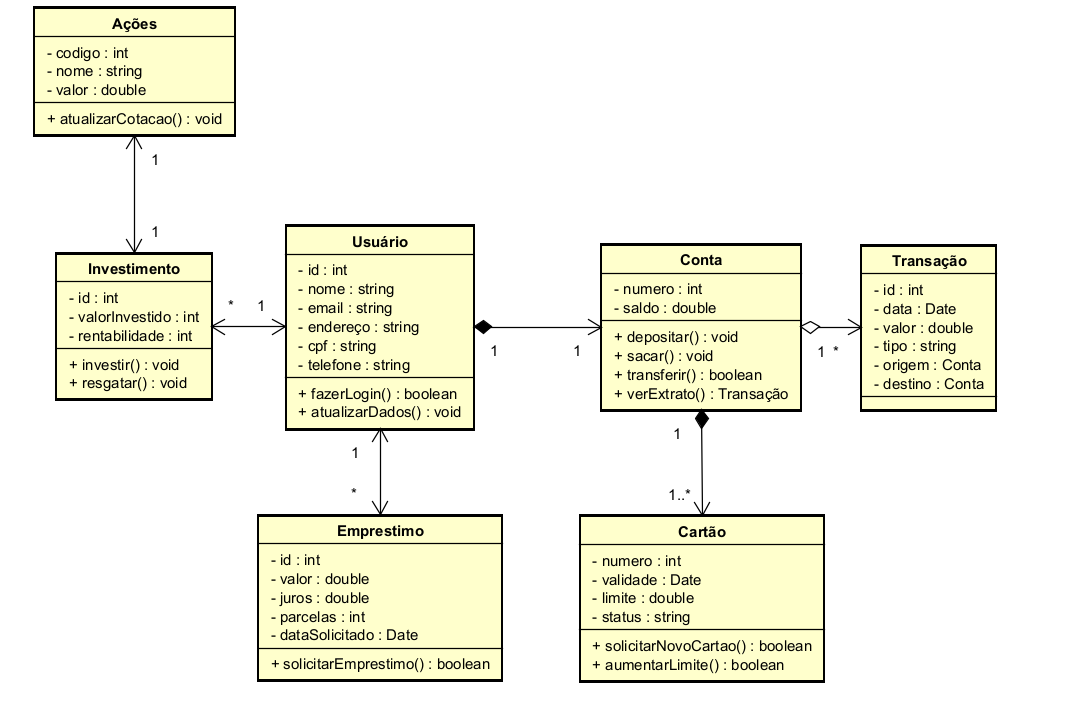 Ações
- codigo : int
- nome : string
- valor : double
+ atualizarCotacao() : void
1
1
Investimento
- id : int
- valorInvestido : int
- rentabilidade : int
+ investir() : void
+ resgatar() : void
*
1
Usuário
- id : int
- nome : string
- email : string
- endereço : string
- cpf : string
- telefone : string
+ fazerLogin() : boolean
+ atualizarDados() : void
1
1
Conta
- numero : int
- saldo : double
+ depositar() : void
+ sacar() : void
+ transferir() : boolean
+ verExtrato() : Transação
1
*
Transação
- id : int
- data : Date
- valor : double
- tipo : string
- origem : Conta
- destino : Conta
1
*
Emprestimo
- id : int
- valor : double
- juros : double
- parcelas : int
- dataSolicitado : Date
+ solicitarEmprestimo() : boolean
1
1..*
Cartão
- numero : int
- validade : Date
- limite : double
- status : string
+ solicitarNovoCartao() : boolean
+ aumentarLimite() : boolean